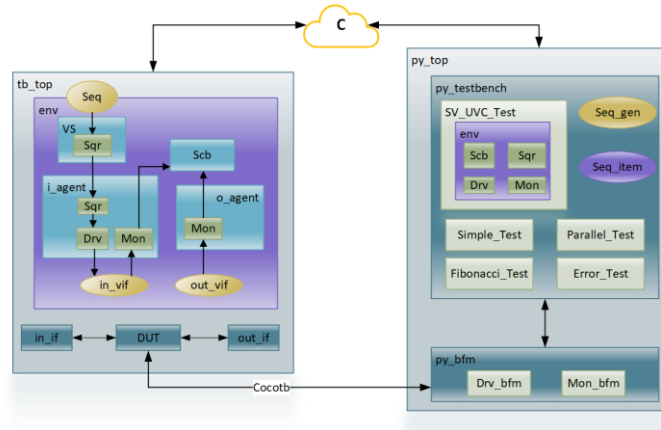 C
tb_top
Seq
env
VS
Sqr
Scb
i_agent
Sqr
o_agent
Drv
Mon
Mon
in_vif
out_vif
in_if
DUT
out_if
Cocotb
py_top
py_testbench
SV_UVC_Test
env
Scb
Sqr
Drv
Mon
Seq_gen
Seq_item
Simple_Test
Parallel_Test
Fibonacci_Test
Error_Test
py_bfm
Drv_bfm
Mon_bfm